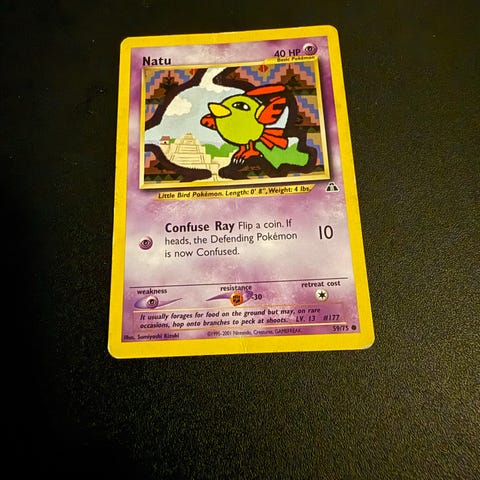 Natu
40 HP
Basic Pokémon
Little Bird Pokémon. Length: 0' 8", Weight: 4 lbs.
Confuse Ray Flip a coin. If
heads, the Defending Pokémon
is now Confused.
10
weakness
resistance
retreat cost
-30
It usually forages for food on the ground but may, on rare
occasions, hop onto branches to peck at shoots. LV. 13 #177
Illus. Sumiyoshi Kizuki
©1995-2001 Nintendo, Creatures, GAMEFREAK.
59/75